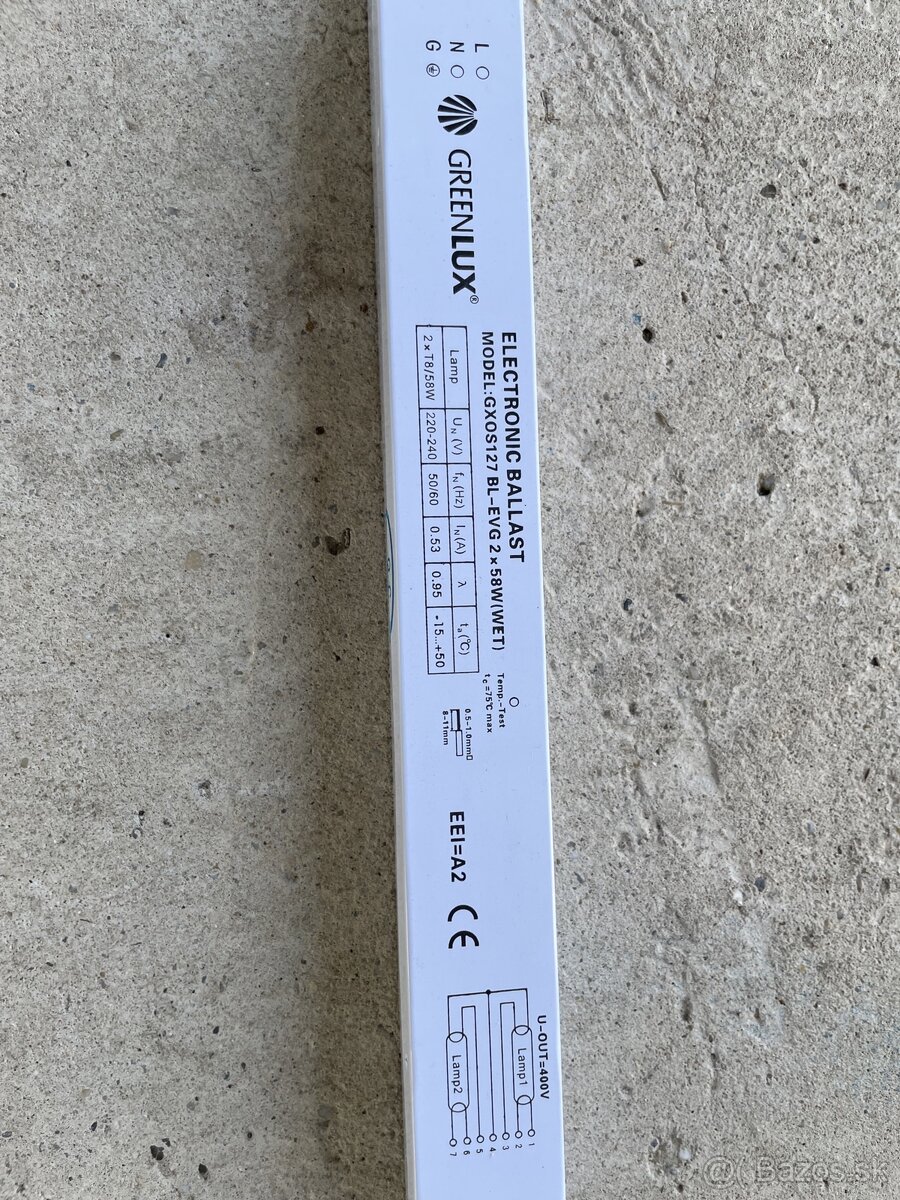 L
N
G
GREENLUX®
ELECTRONIC BALLAST
MODEL:GXOS127 BL-EVG 2×58W(WET)
Lamp UN(V) fN(Hz) IN(A) λ ta(℃)
2×T8/58W 220-240 50/60 0.53 0.95 -15...+50
Temp.-Test
tc=75℃ max
0.5-1.0mm□
8-11mm
EEI=A2
CE
U-OUT=400V
Lamp1
Lamp2
1
2
3
4
5
6
7
@Bazos.sk